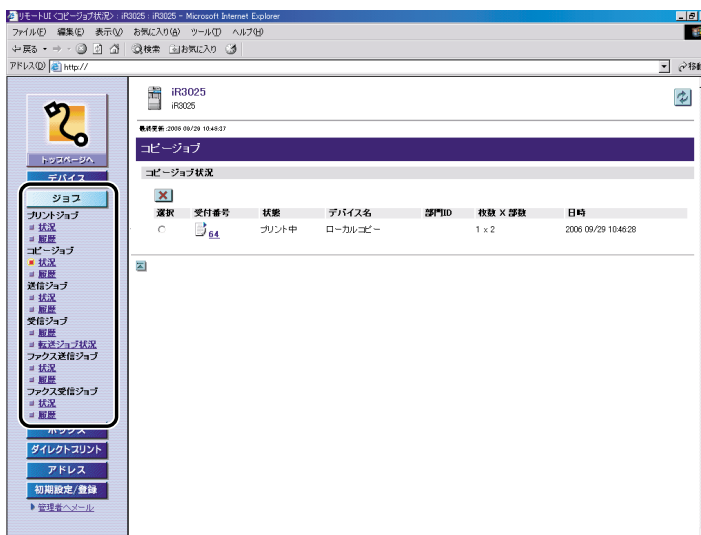 リモートUI <コピージョブ状況> : iR3025 : iR3025 - Microsoft Internet Explorer
ファイル(F) 編集(E) 表示(V) お気に入り(A) ツール(T) ヘルプ(H)
戻る 検索 お気に入り
アドレス(D) http:// 移動
iR3025
iR3025
最終更新 :2006 09/29 10:46:37
コピージョブ
コピージョブ状況
選択 受付番号 状態 デバイス名 部門ID 枚数 X 部数 日時
64 プリント中 ローカルコピー 1 x 2 2006 09/29 10:46:28
トップページへ
デバイス
ジョブ
プリントジョブ
状況
履歴
コピージョブ
状況
履歴
送信ジョブ
状況
履歴
受信ジョブ
履歴
転送ジョブ状況
ファクス送信ジョブ
状況
履歴
ファクス受信ジョブ
状況
履歴
ボックス
ダイレクトプリント
アドレス
初期設定/登録
管理者へメール